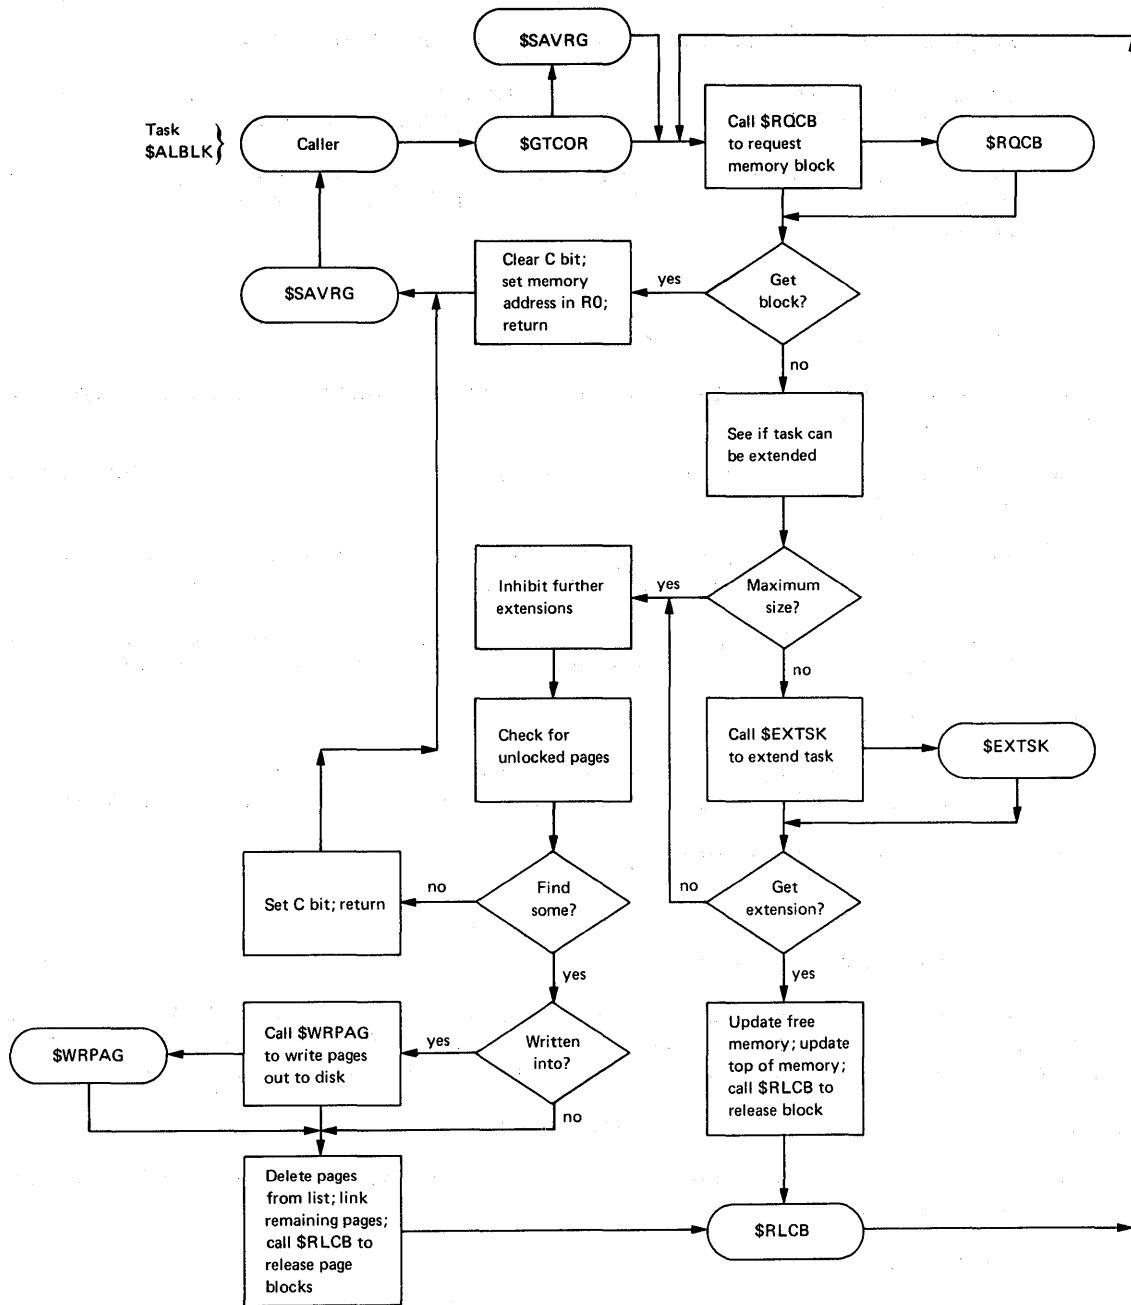 $SAVRG
Task
$ALBLK
Caller
$GTCOR
Call $RQCB
to request
memory block
$RQCB
$SAVRG
Clear C bit;
set memory
address in R0;
return
yes
Get
block?
no
See if task can
be extended
Inhibit further
extensions
yes
Maximum
size?
no
Check for
unlocked pages
Call $EXTSK
to extend task
$EXTSK
Set C bit; return
no
Find
some?
no
Get
extension?
yes
yes
$WRPAG
Call $WRPAG
to write pages
out to disk
yes
Written
into?
no
Update free
memory; update
top of memory;
call $RLCB to
release block
Delete pages
from list; link
remaining pages;
call $RLCB to
release page
blocks
$RLCB